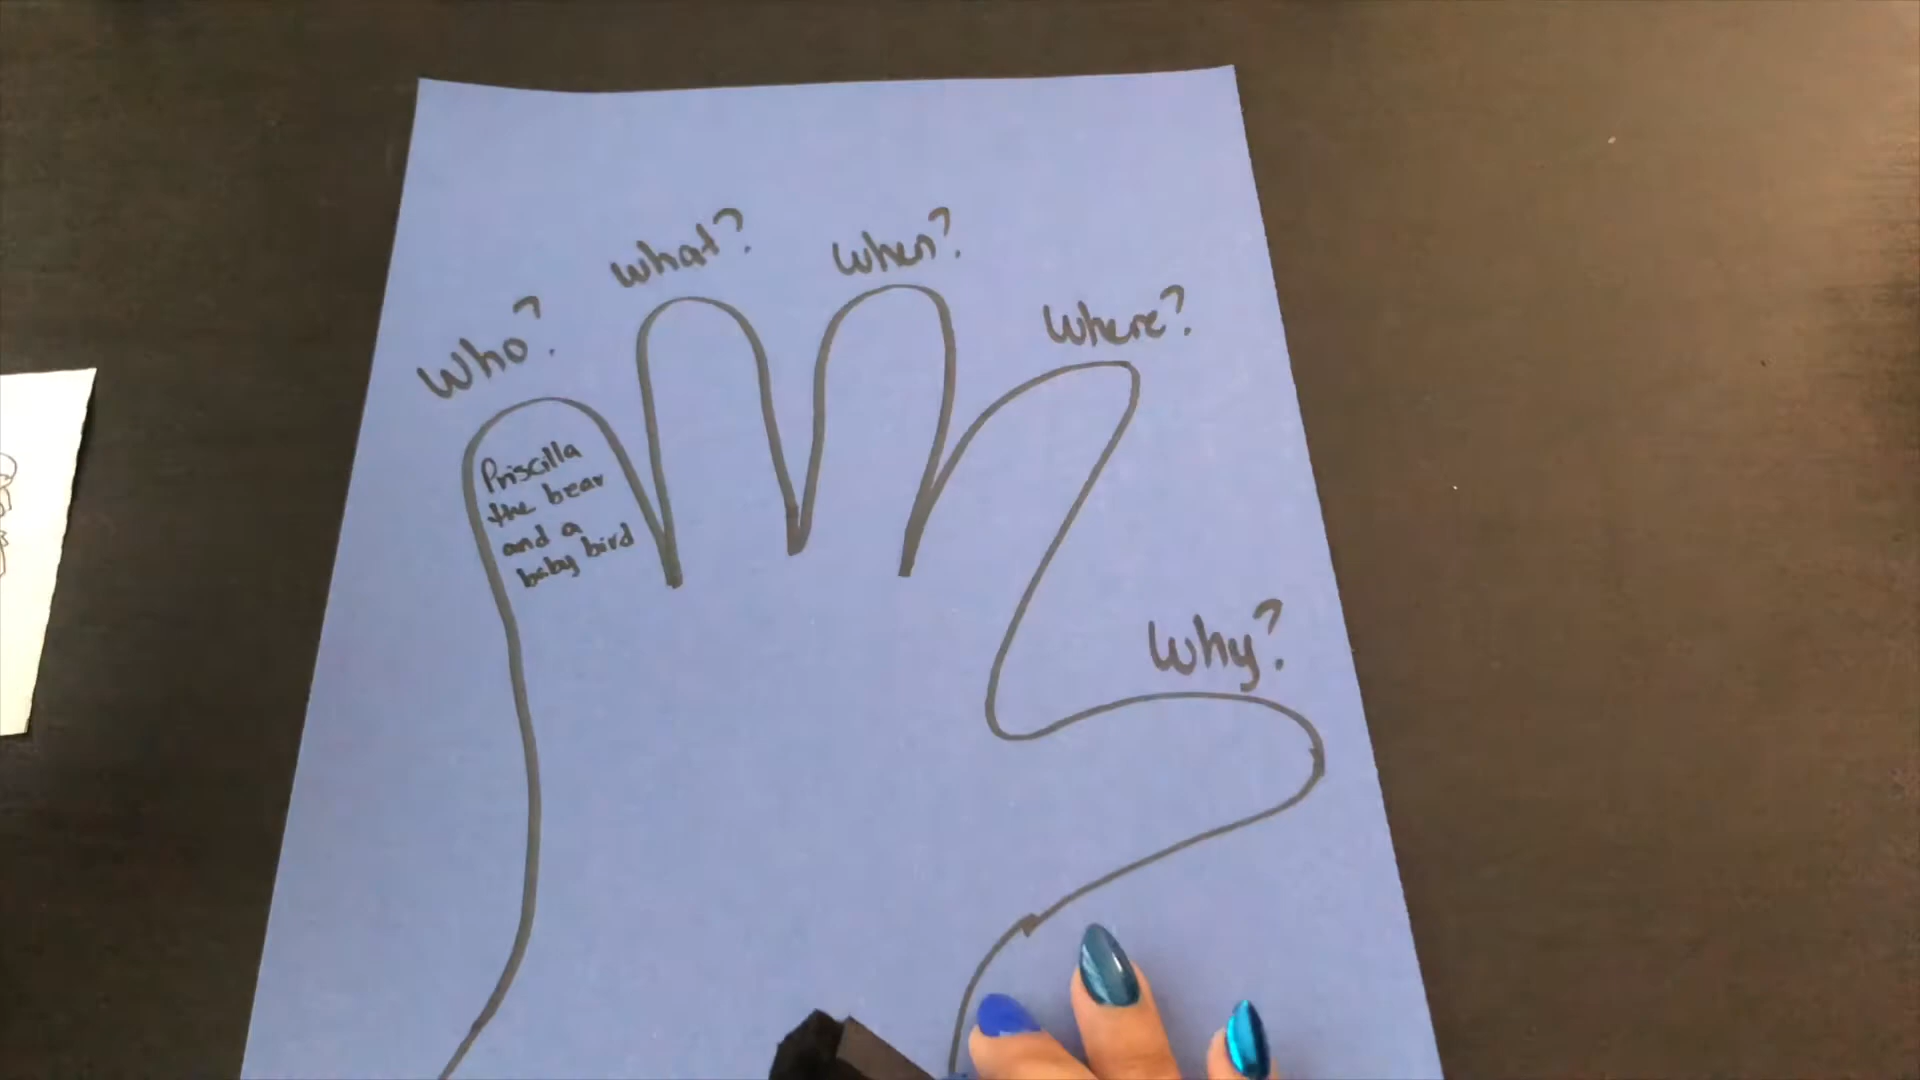 Who?
What?
When?
Where?
Why?
Priscilla
the bear
and a
baby bird